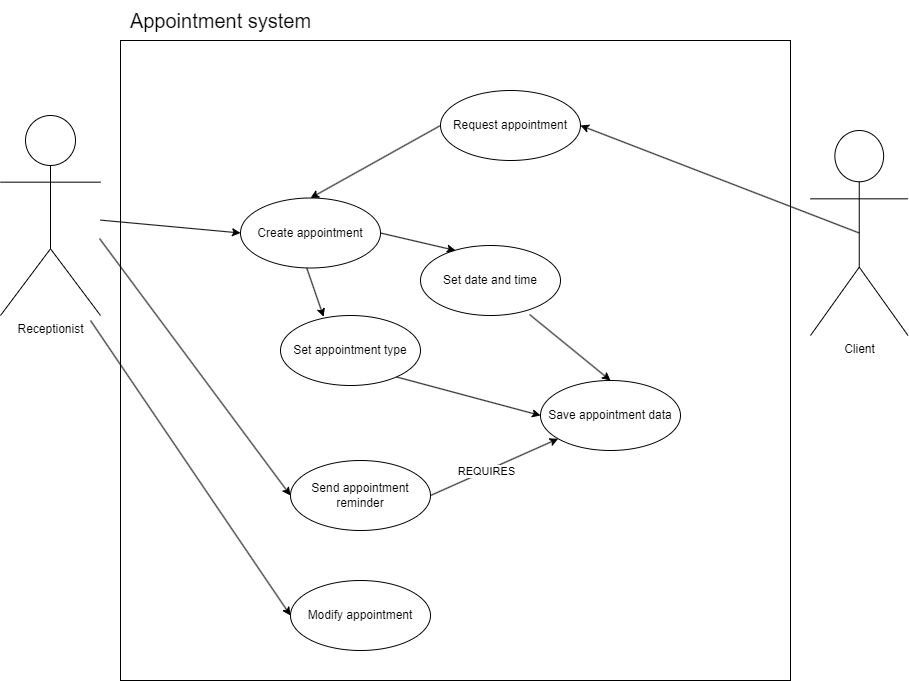 Appointment system
Request appointment
Create appointment
Set date and time
Receptionist
Set appointment type
Client
Save appointment data
REQUIRES
Send appointment
reminder
Modify appointment